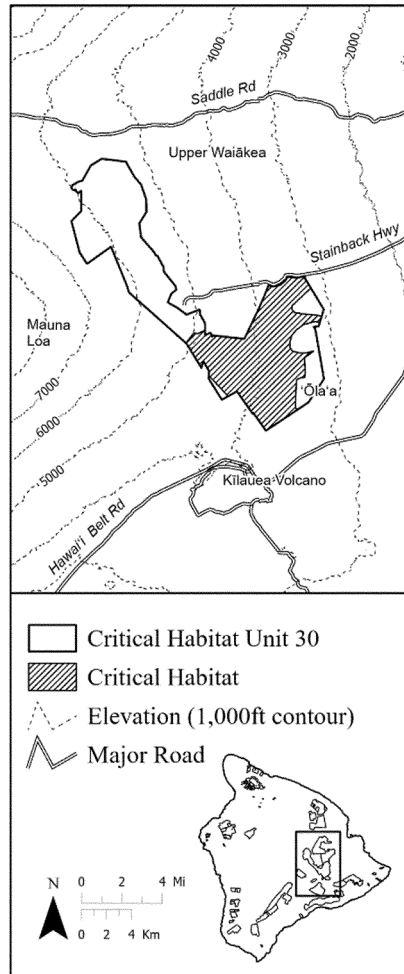 4000
3000
2000
Saddle Rd
Upper Waiākea
Stainback Hwy
Mauna
Loa
ʻŌlaʻa
7000
6000
5000
Kīlauea Volcano
Hawaiʻi Belt Rd
Critical Habitat Unit 30
Critical Habitat
Elevation (1,000ft contour)
Major Road
N
0 2 4 Mi
0 2 4 Km